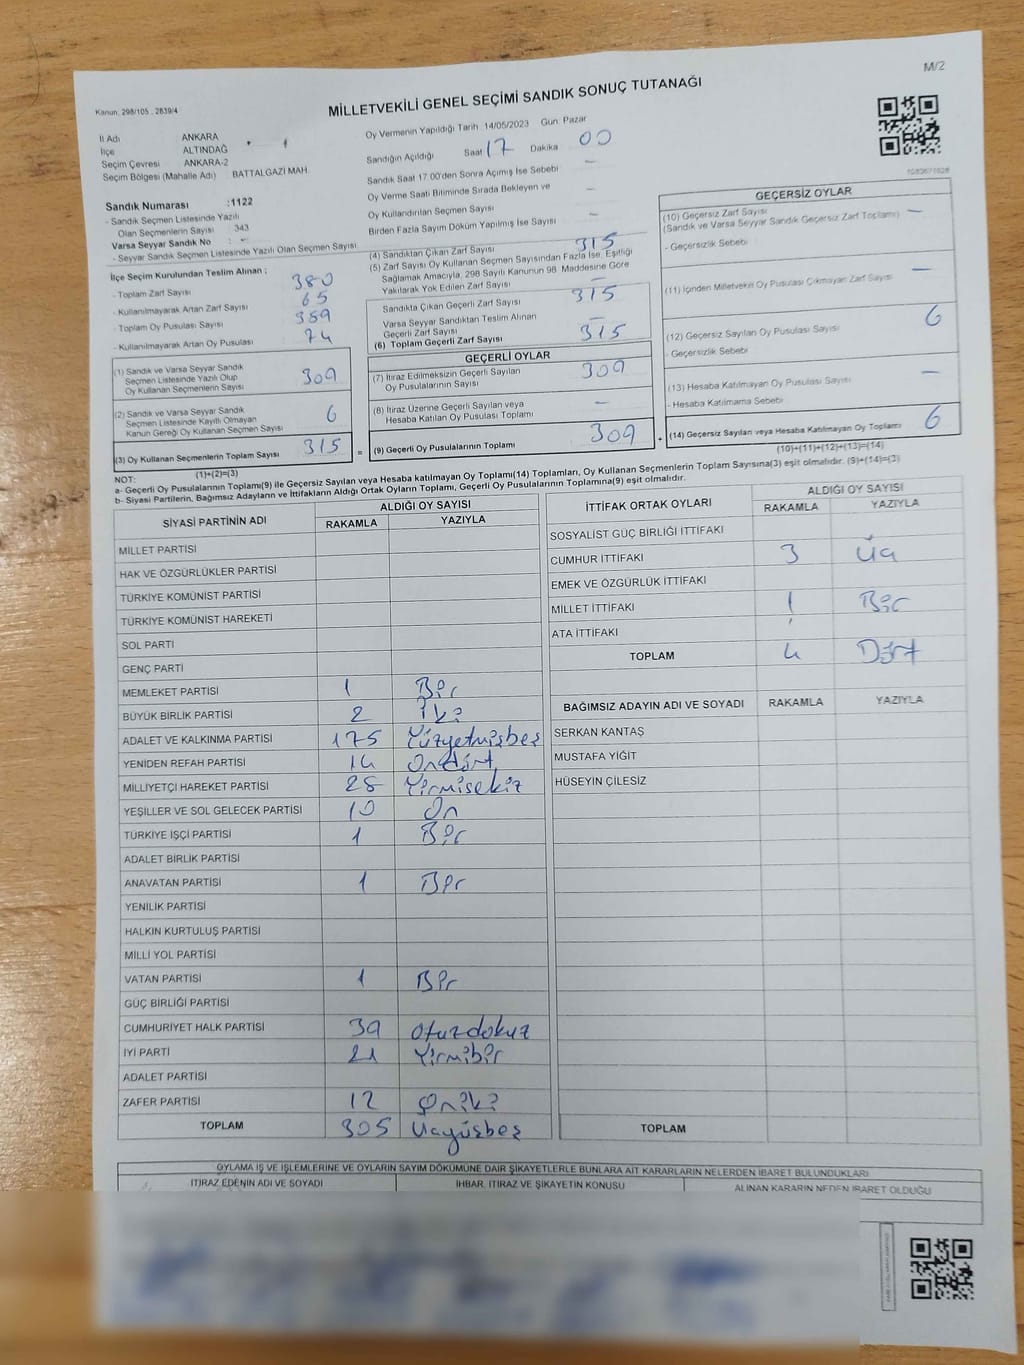 M/2
Kanun: 298/105 , 2839/4
MİLLETVEKİLİ GENEL SEÇİMİ SANDIK SONUÇ TUTANAĞI
İl Adı ANKARA
İlçe ALTINDAĞ
Seçim Çevresi ANKARA-2
Seçim Bölgesi (Mahalle Adı) BATTALGAZİ MAH.
Sandık Numarası :1122
- Sandık Seçmen Listesinde Yazılı
Olan Seçmenlerin Sayısı 343
Varsa Seyyar Sandık No : -
- Seyyar Sandık Seçmen Listesinde Yazılı Olan Seçmen Sayısı
Oy Vermenin Yapıldığı Tarih 14/05/2023 Gün: Pazar
Sandığın Açıldığı Saat 17 Dakika 00
Sandık Saat 17.00'den Sonra Açılmış İse Sebebi -
Oy Verme Saati Bitiminde Sırada Bekleyen ve
Oy Kullandırılan Seçmen Sayısı -
Birden Fazla Sayım Döküm Yapılmış İse Sayısı -
İlçe Seçim Kurulundan Teslim Alınan ;
- Toplam Zarf Sayısı 380
- Kullanılmayarak Artan Zarf Sayısı 65
- Toplam Oy Pusulası Sayısı 389
- Kullanılmayarak Artan Oy Pusulası 74
(1) Sandık ve Varsa Seyyar Sandık
Seçmen Listesinde Yazılı Olup
Oy Kullanan Seçmenlerin Sayısı 309
(2) Sandık ve Varsa Seyyar Sandık
Seçmen Listesinde Kayıtlı Olmayan
Kanun Gereği Oy Kullanan Seçmen Sayısı 6
(3) Oy Kullanan Seçmenlerin Toplam Sayısı 315
(1)+(2)=(3)
(4) Sandıktan Çıkan Zarf Sayısı 315
(5) Zarf Sayısı Oy Kullanan Seçmen Sayısından Fazla İse, Eşitliği
Sağlamak Amacıyla, 298 Sayılı Kanunun 98. Maddesine Göre
Yakılarak Yok Edilen Zarf Sayısı -
Sandıkta Çıkan Geçerli Zarf Sayısı 315
Varsa Seyyar Sandıktan Teslim Alınan
Geçerli Zarf Sayısı -
(6) Toplam Geçerli Zarf Sayısı 315
GEÇERLİ OYLAR
(7) İtiraz Edilmeksizin Geçerli Sayılan
Oy Pusulalarının Sayısı 309
(8) İtiraz Üzerine Geçerli Sayılan veya
Hesaba Katılan Oy Pusulası Toplamı -
= (9) Geçerli Oy Pusulalarının Toplamı 309
GEÇERSİZ OYLAR
(10) Geçersiz Zarf Sayısı -
(Sandık ve Varsa Seyyar Sandık Geçersiz Zarf Toplamı)
- Geçersizlik Sebebi
(11) İçinden Milletvekili Oy Pusulası Çıkmayan Zarf Sayısı -
(12) Geçersiz Sayılan Oy Pusulası Sayısı 6
- Geçersizlik Sebebi
(13) Hesaba Katılmayan Oy Pusulası Sayısı -
- Hesaba Katılmama Sebebi
+ (14) Geçersiz Sayılan veya Hesaba Katılmayan Oy Toplamı 6
(10)+(11)+(12)+(13)=(14)
NOT:
a- Geçerli Oy Pusulalarının Toplamı(9) ile Geçersiz Sayılan veya Hesaba katılmayan Oy Toplamı(14) Toplamları, Oy Kullanan Seçmenlerin Toplam Sayısına(3) eşit olmalıdır. (9)+(14)=(3)
b- Siyasi Partilerin, Bağımsız Adayların ve İttifakların Aldığı Ortak Oyların Toplamı, Geçerli Oy Pusulalarının Toplamına(9) eşit olmalıdır.
SİYASİ PARTİNİN ADI ALDIĞI OY SAYISI
RAKAMLA YAZIYLA
MİLLET PARTİSİ
HAK VE ÖZGÜRLÜKLER PARTİSİ
TÜRKİYE KOMÜNİST PARTİSİ
TÜRKİYE KOMÜNİST HAREKETİ
SOL PARTİ
GENÇ PARTİ
MEMLEKET PARTİSİ 1 Bir
BÜYÜK BİRLİK PARTİSİ 2 İki
ADALET VE KALKINMA PARTİSİ 175 Yüzyetmişbeş
YENİDEN REFAH PARTİSİ 14 Ondört
MİLLİYETÇİ HAREKET PARTİSİ 28 Yirmisekiz
YEŞİLLER VE SOL GELECEK PARTİSİ 10 On
TÜRKİYE İŞÇİ PARTİSİ 1 Bir
ADALET BİRLİK PARTİSİ
ANAVATAN PARTİSİ 1 Bir
YENİLİK PARTİSİ
HALKIN KURTULUŞ PARTİSİ
MİLLİ YOL PARTİSİ
VATAN PARTİSİ 1 Bir
GÜÇ BİRLİĞİ PARTİSİ
CUMHURİYET HALK PARTİSİ 39 Otuzdokuz
İYİ PARTİ 21 Yirmibir
ADALET PARTİSİ
ZAFER PARTİSİ 12 Oniki
TOPLAM 305 Üçyüzbeş
İTTİFAK ORTAK OYLARI ALDIĞI OY SAYISI
RAKAMLA YAZIYLA
SOSYALİST GÜÇ BİRLİĞİ İTTİFAKI
CUMHUR İTTİFAKI 3 Üç
EMEK VE ÖZGÜRLÜK İTTİFAKI
MİLLET İTTİFAKI 1 Bir
ATA İTTİFAKI
TOPLAM 4 Dört
BAĞIMSIZ ADAYIN ADI VE SOYADI RAKAMLA YAZIYLA
SERKAN KANTAŞ
MUSTAFA YİĞİT
HÜSEYİN ÇİLESİZ
TOPLAM
OYLAMA İŞ VE İŞLEMLERİNE VE OYLARIN SAYIM DÖKÜMÜNE DAİR ŞİKAYETLERLE BUNLARA AİT KARARLARIN NELERDEN İBARET BULUNDUKLARI
İTİRAZ EDENİN ADI VE SOYADI İHBAR, İTİRAZ VE ŞİKAYETİN KONUSU ALINAN KARARIN NEDEN İBARET OLDUĞU